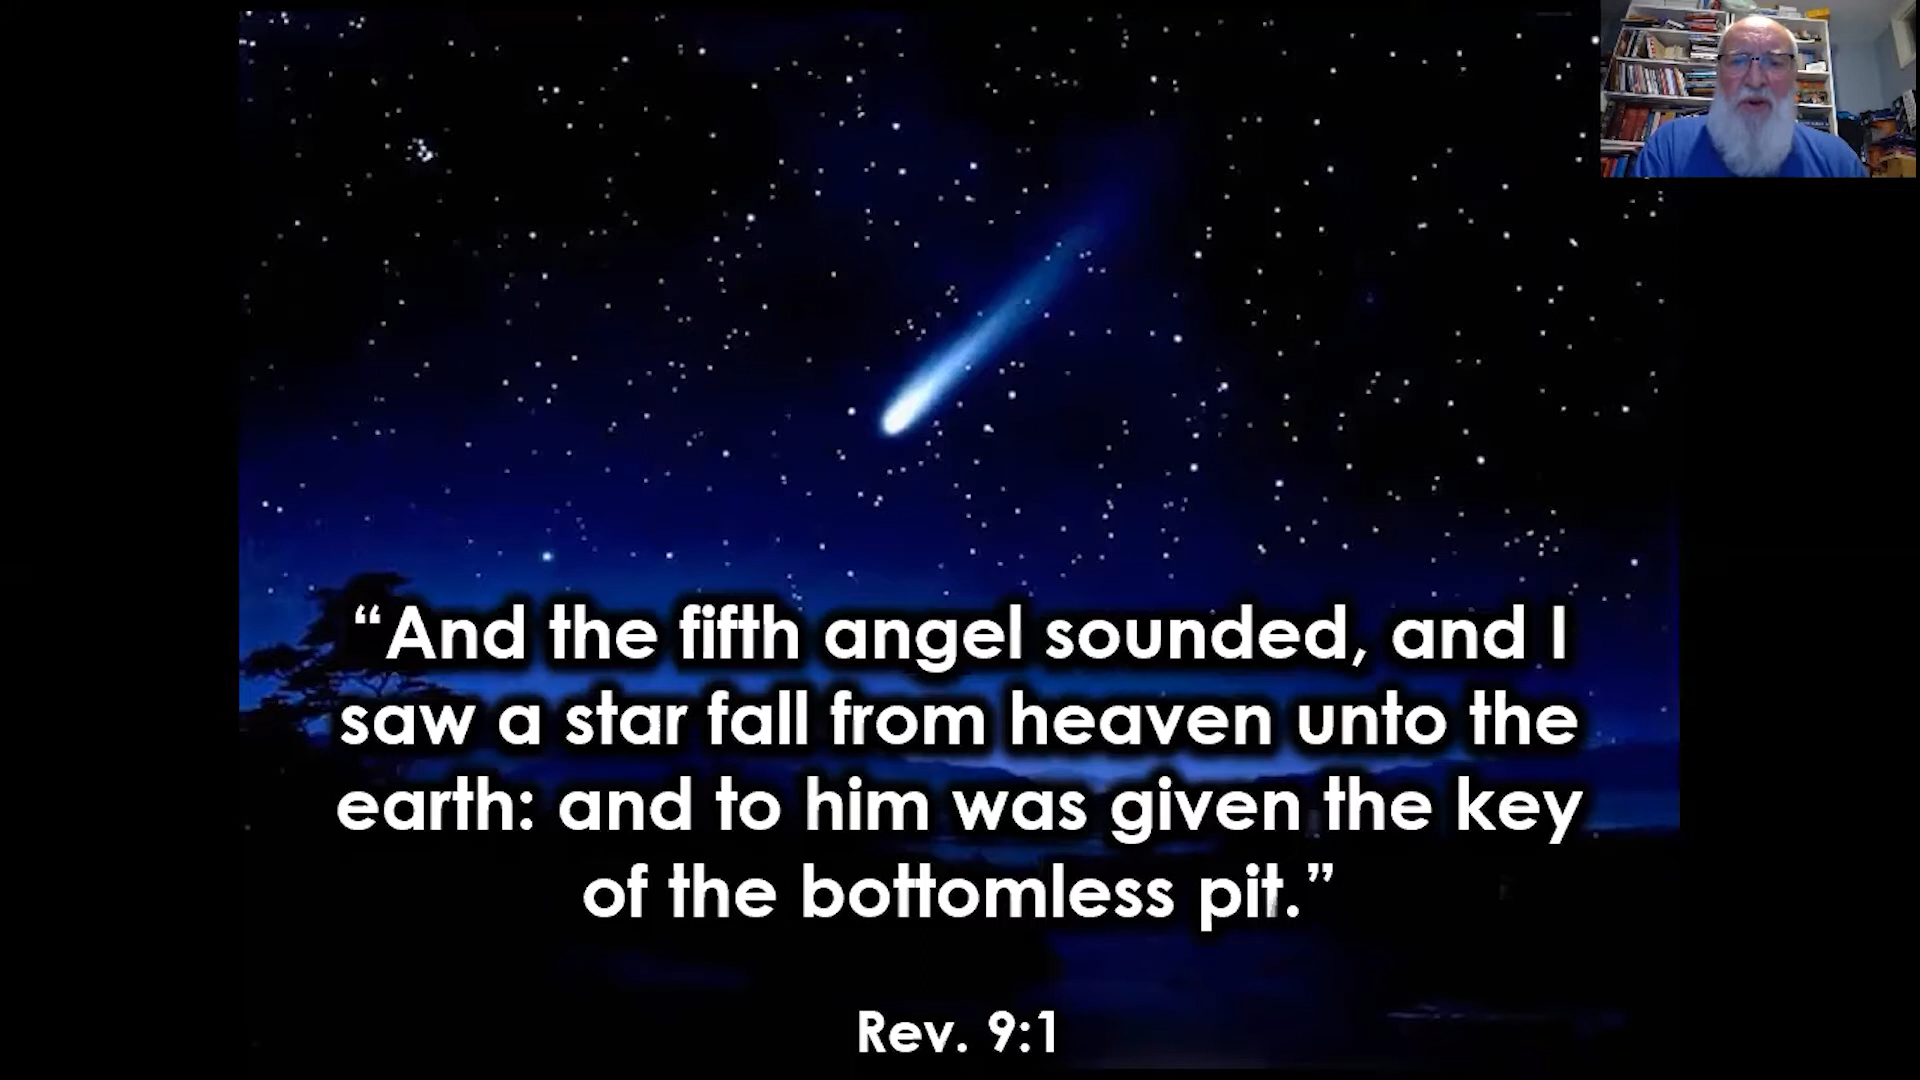 “And the fifth angel sounded, and I
saw a star fall from heaven unto the
earth: and to him was given the key
of the bottomless pit.”
Rev. 9:1